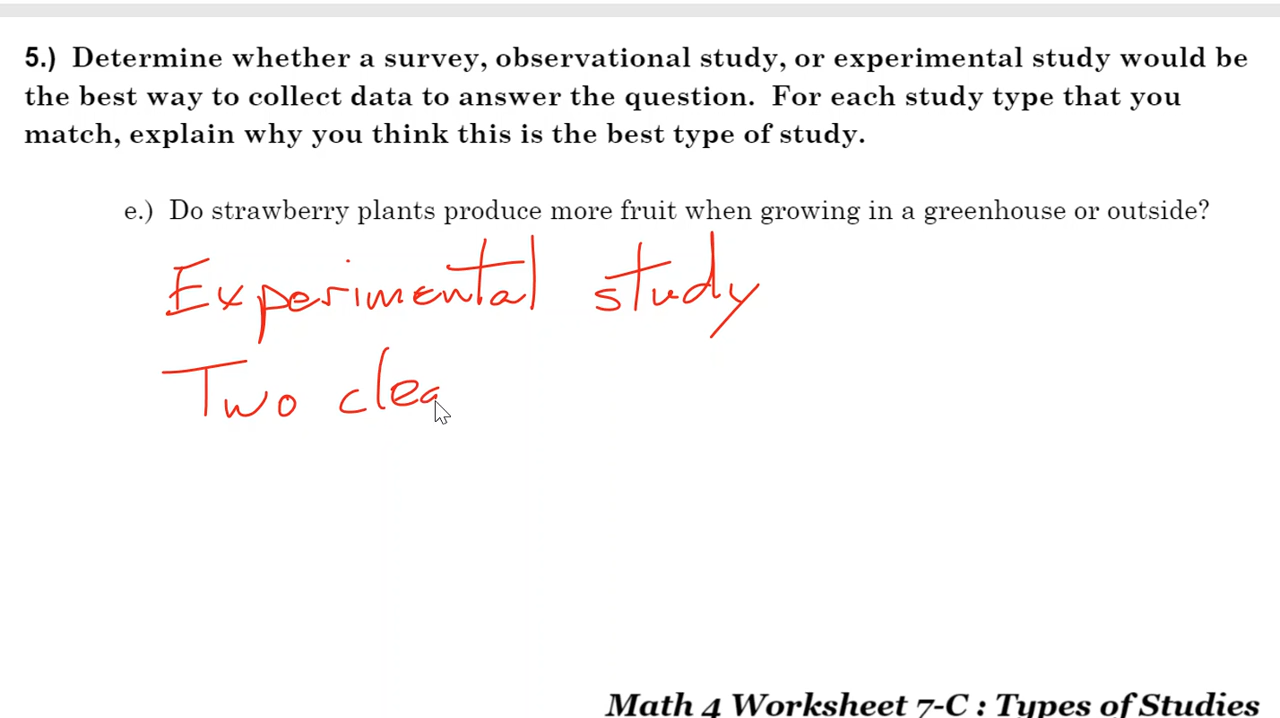 5.) Determine whether a survey, observational study, or experimental study would be
the best way to collect data to answer the question. For each study type that you
match, explain why you think this is the best type of study.
e.) Do strawberry plants produce more fruit when growing in a greenhouse or outside?
Experimental study
Two clea
Math 4 Worksheet 7-C : Types of Studies